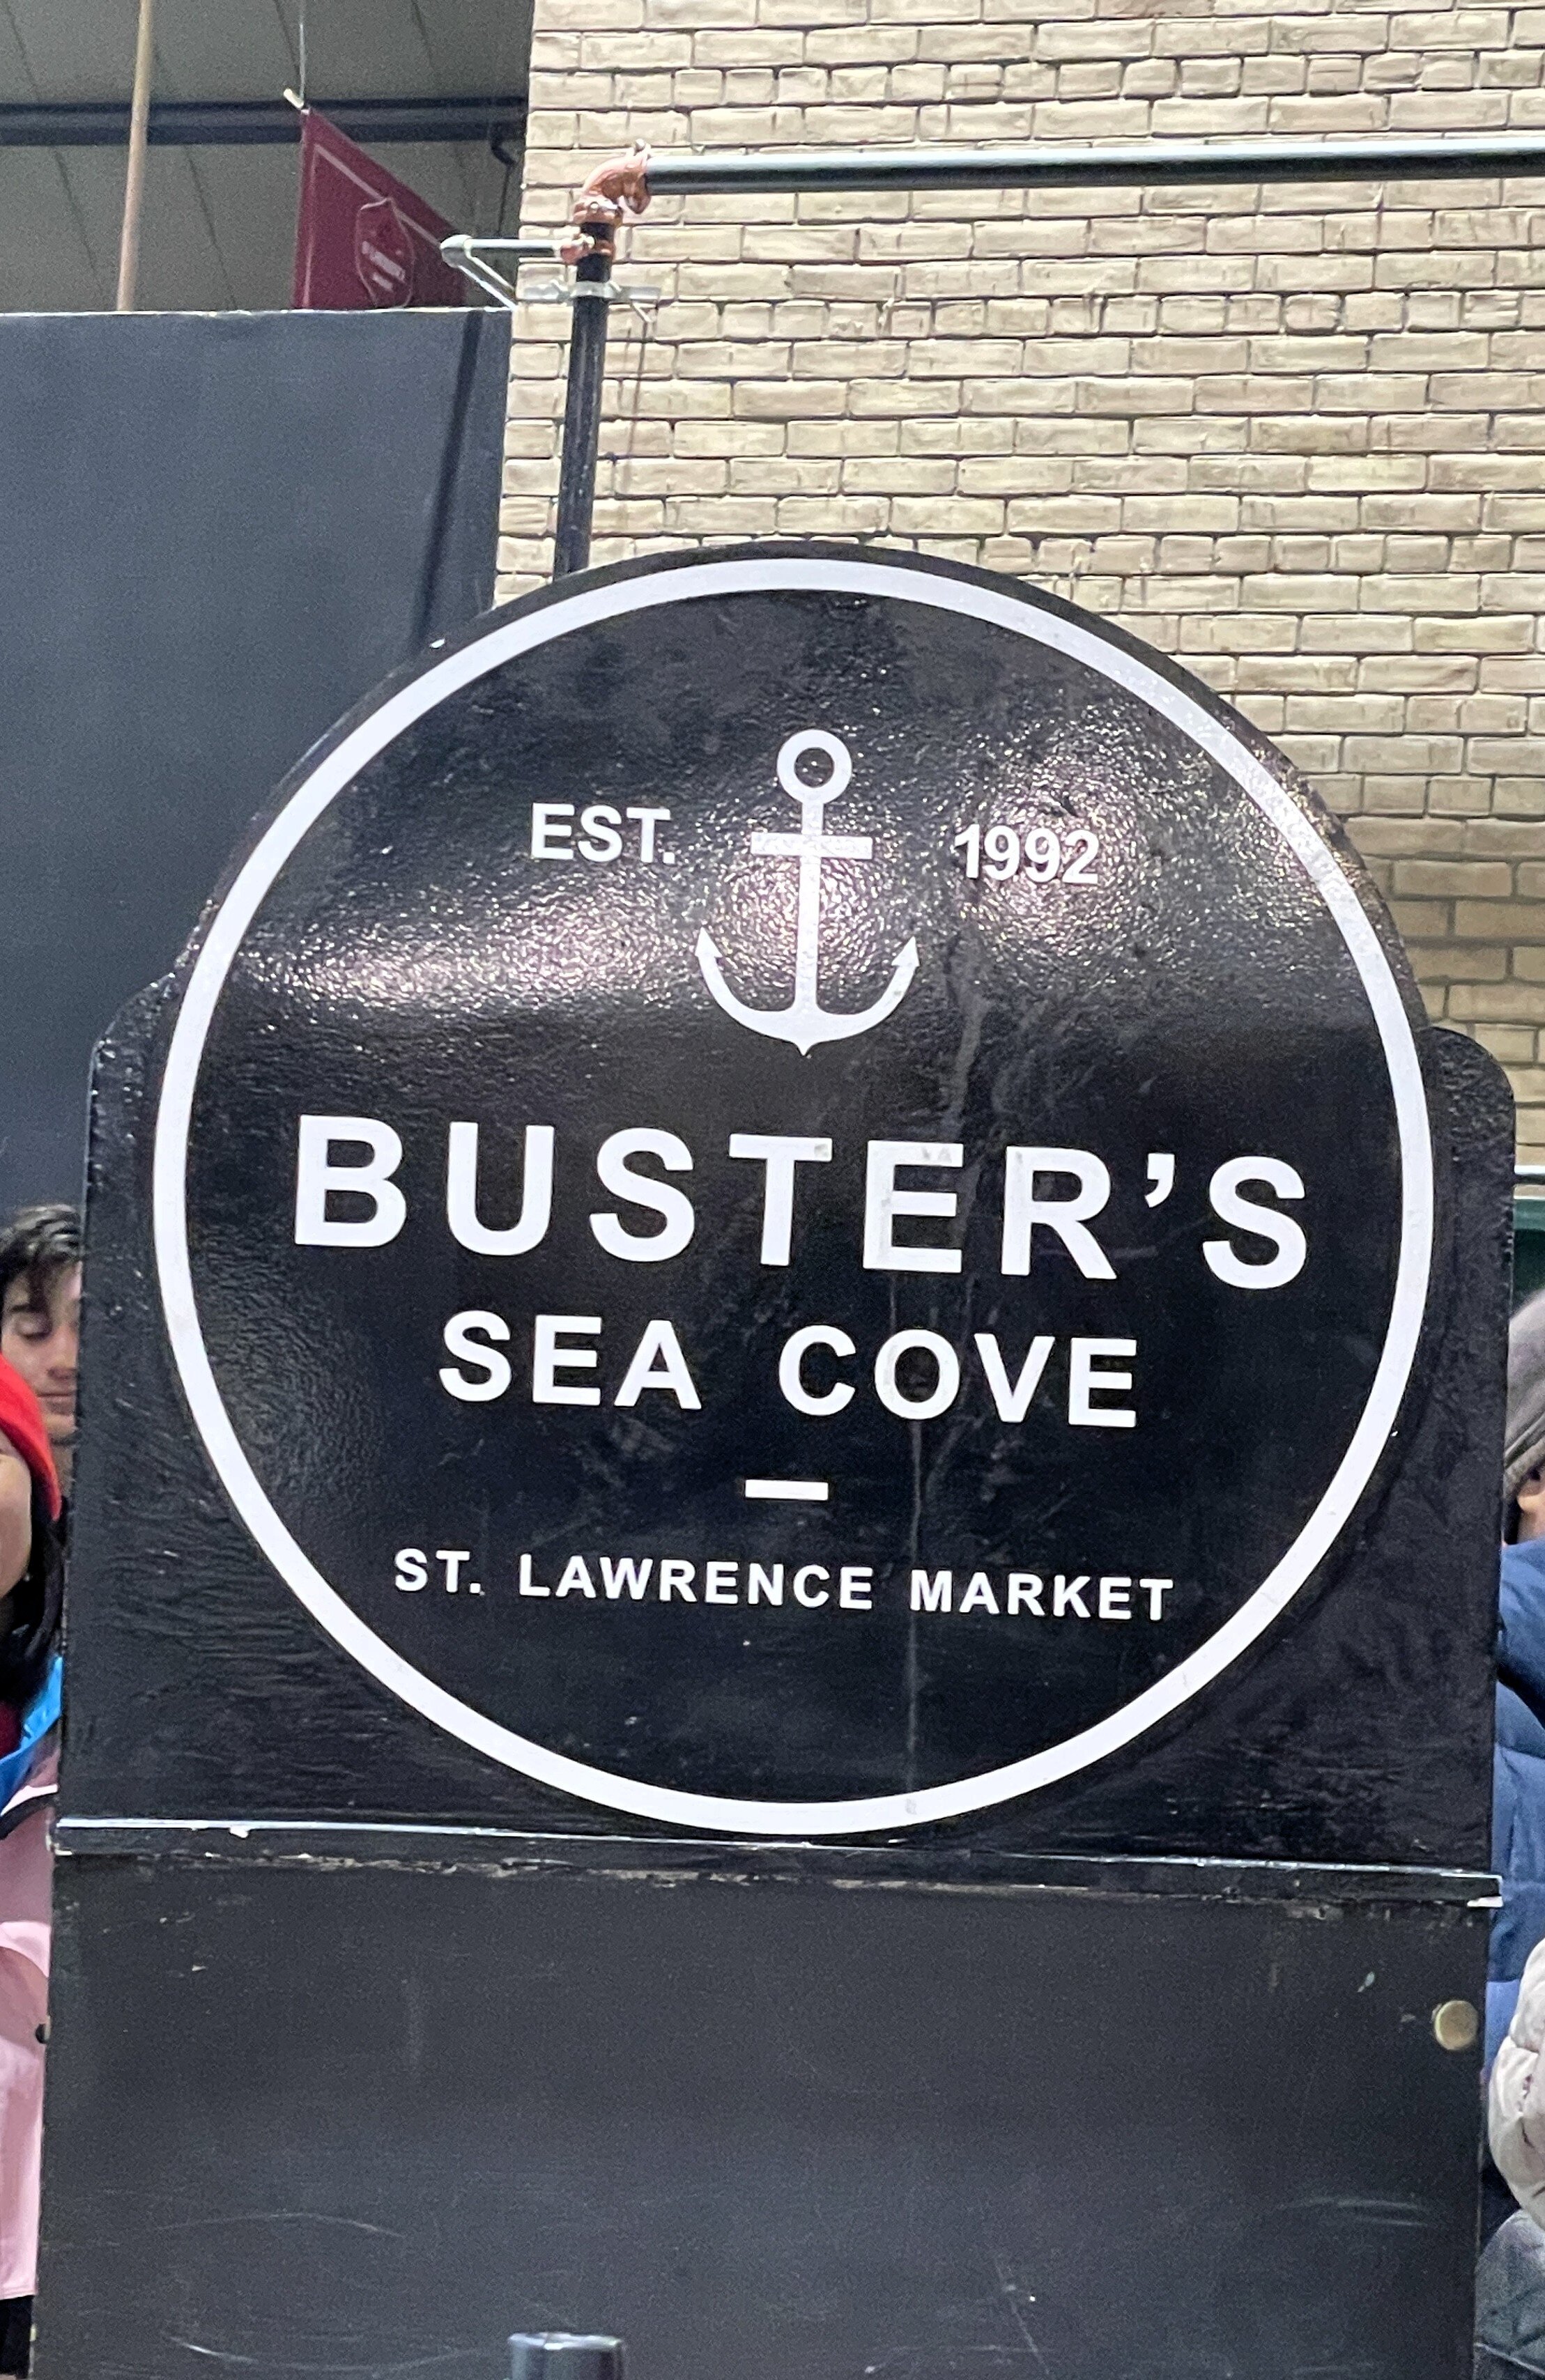 EST. 1992
BUSTER'S
SEA COVE
ST. LAWRENCE MARKET